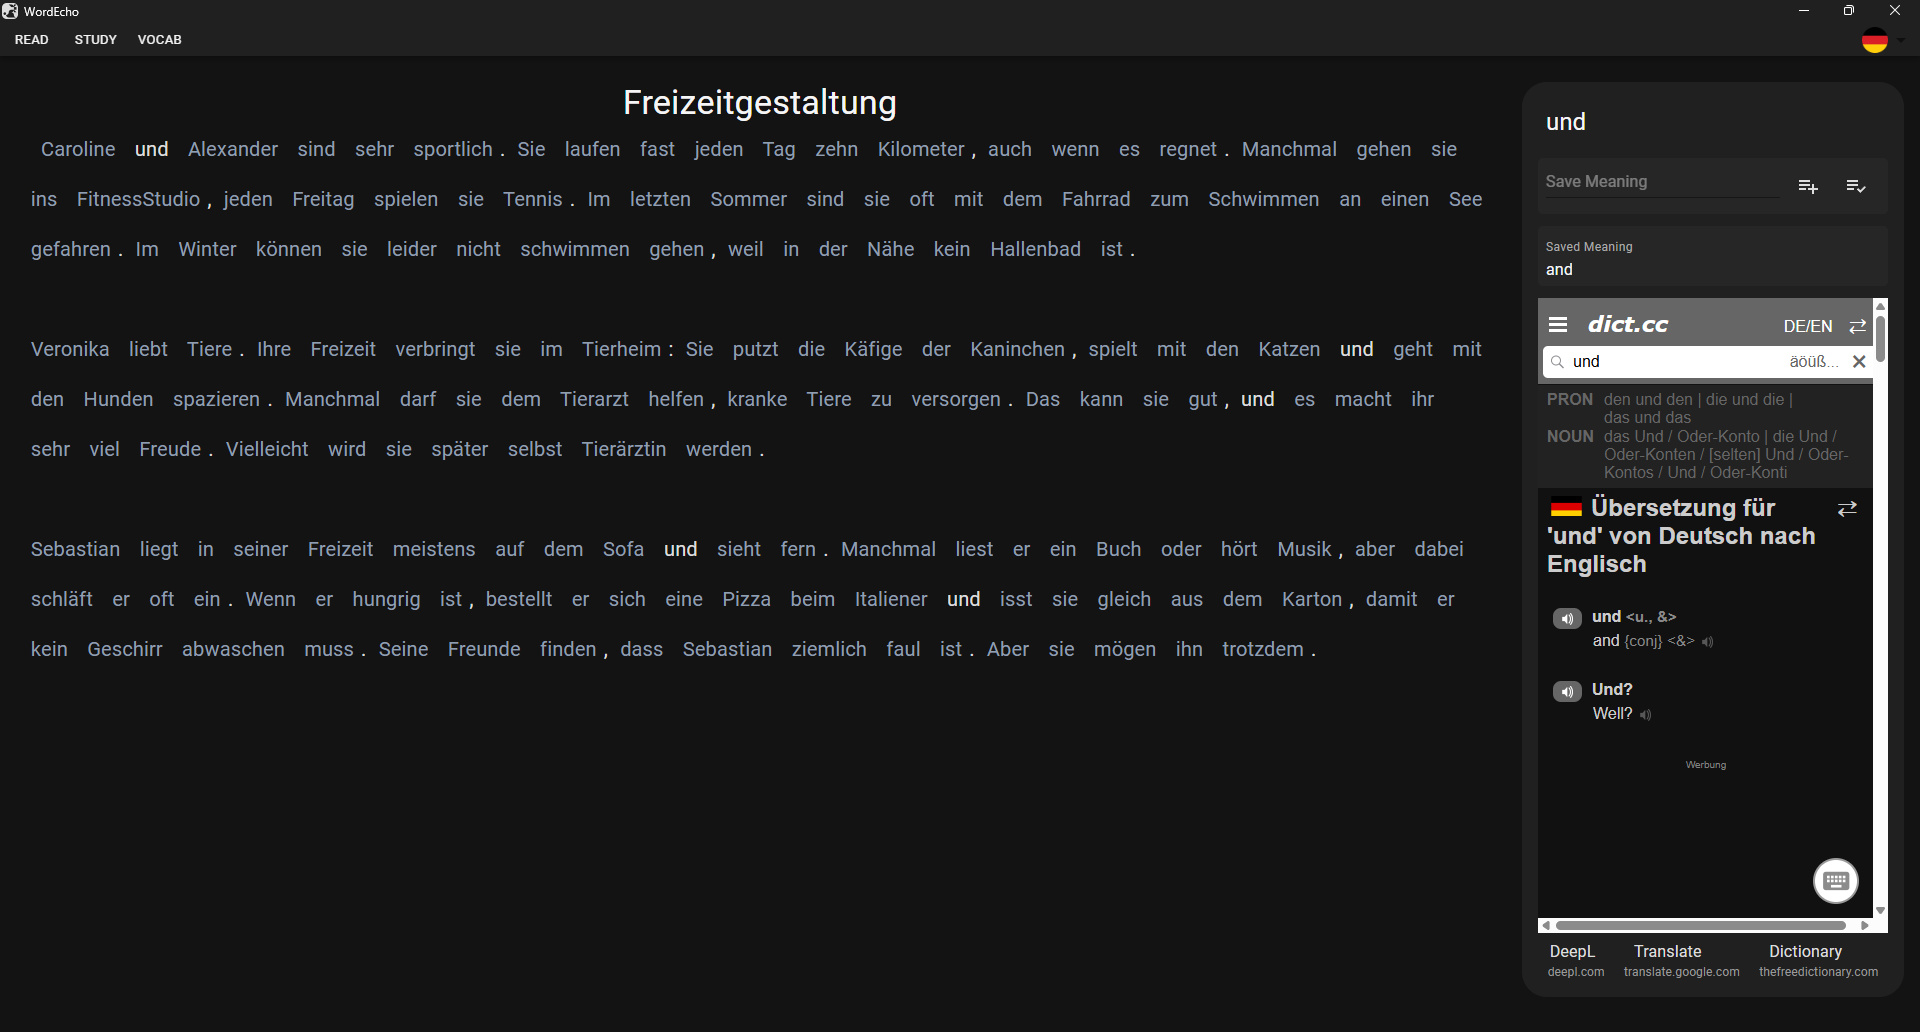 WordEcho
READ STUDY VOCAB
Freizeitgestaltung
Caroline und Alexander sind sehr sportlich . Sie laufen fast jeden Tag zehn Kilometer , auch wenn es regnet . Manchmal gehen sie
ins FitnessStudio , jeden Freitag spielen sie Tennis . Im letzten Sommer sind sie oft mit dem Fahrrad zum Schwimmen an einen See
gefahren . Im Winter können sie leider nicht schwimmen gehen , weil in der Nähe kein Hallenbad ist .
Veronika liebt Tiere . Ihre Freizeit verbringt sie im Tierheim : Sie putzt die Käfige der Kaninchen , spielt mit den Katzen und geht mit
den Hunden spazieren . Manchmal darf sie dem Tierarzt helfen , kranke Tiere zu versorgen . Das kann sie gut , und es macht ihr
sehr viel Freude . Vielleicht wird sie später selbst Tierärztin werden .
Sebastian liegt in seiner Freizeit meistens auf dem Sofa und sieht fern . Manchmal liest er ein Buch oder hört Musik , aber dabei
schläft er oft ein . Wenn er hungrig ist , bestellt er sich eine Pizza beim Italiener und isst sie gleich aus dem Karton , damit er
kein Geschirr abwaschen muss . Seine Freunde finden , dass Sebastian ziemlich faul ist . Aber sie mögen ihn trotzdem .
und
Save Meaning
Saved Meaning
and
dict.cc DE/EN
und äöüß...
PRON den und den | die und die |
das und das
NOUN das Und / Oder-Konto | die Und /
Oder-Konten / [selten] Und / Oder-
Kontos / Und / Oder-Konti
Übersetzung für
'und' von Deutsch nach
Englisch
und <u., &>
and {conj} <&>
Und?
Well?
Werbung
DeepL Translate Dictionary
deepl.com translate.google.com thefreedictionary.com